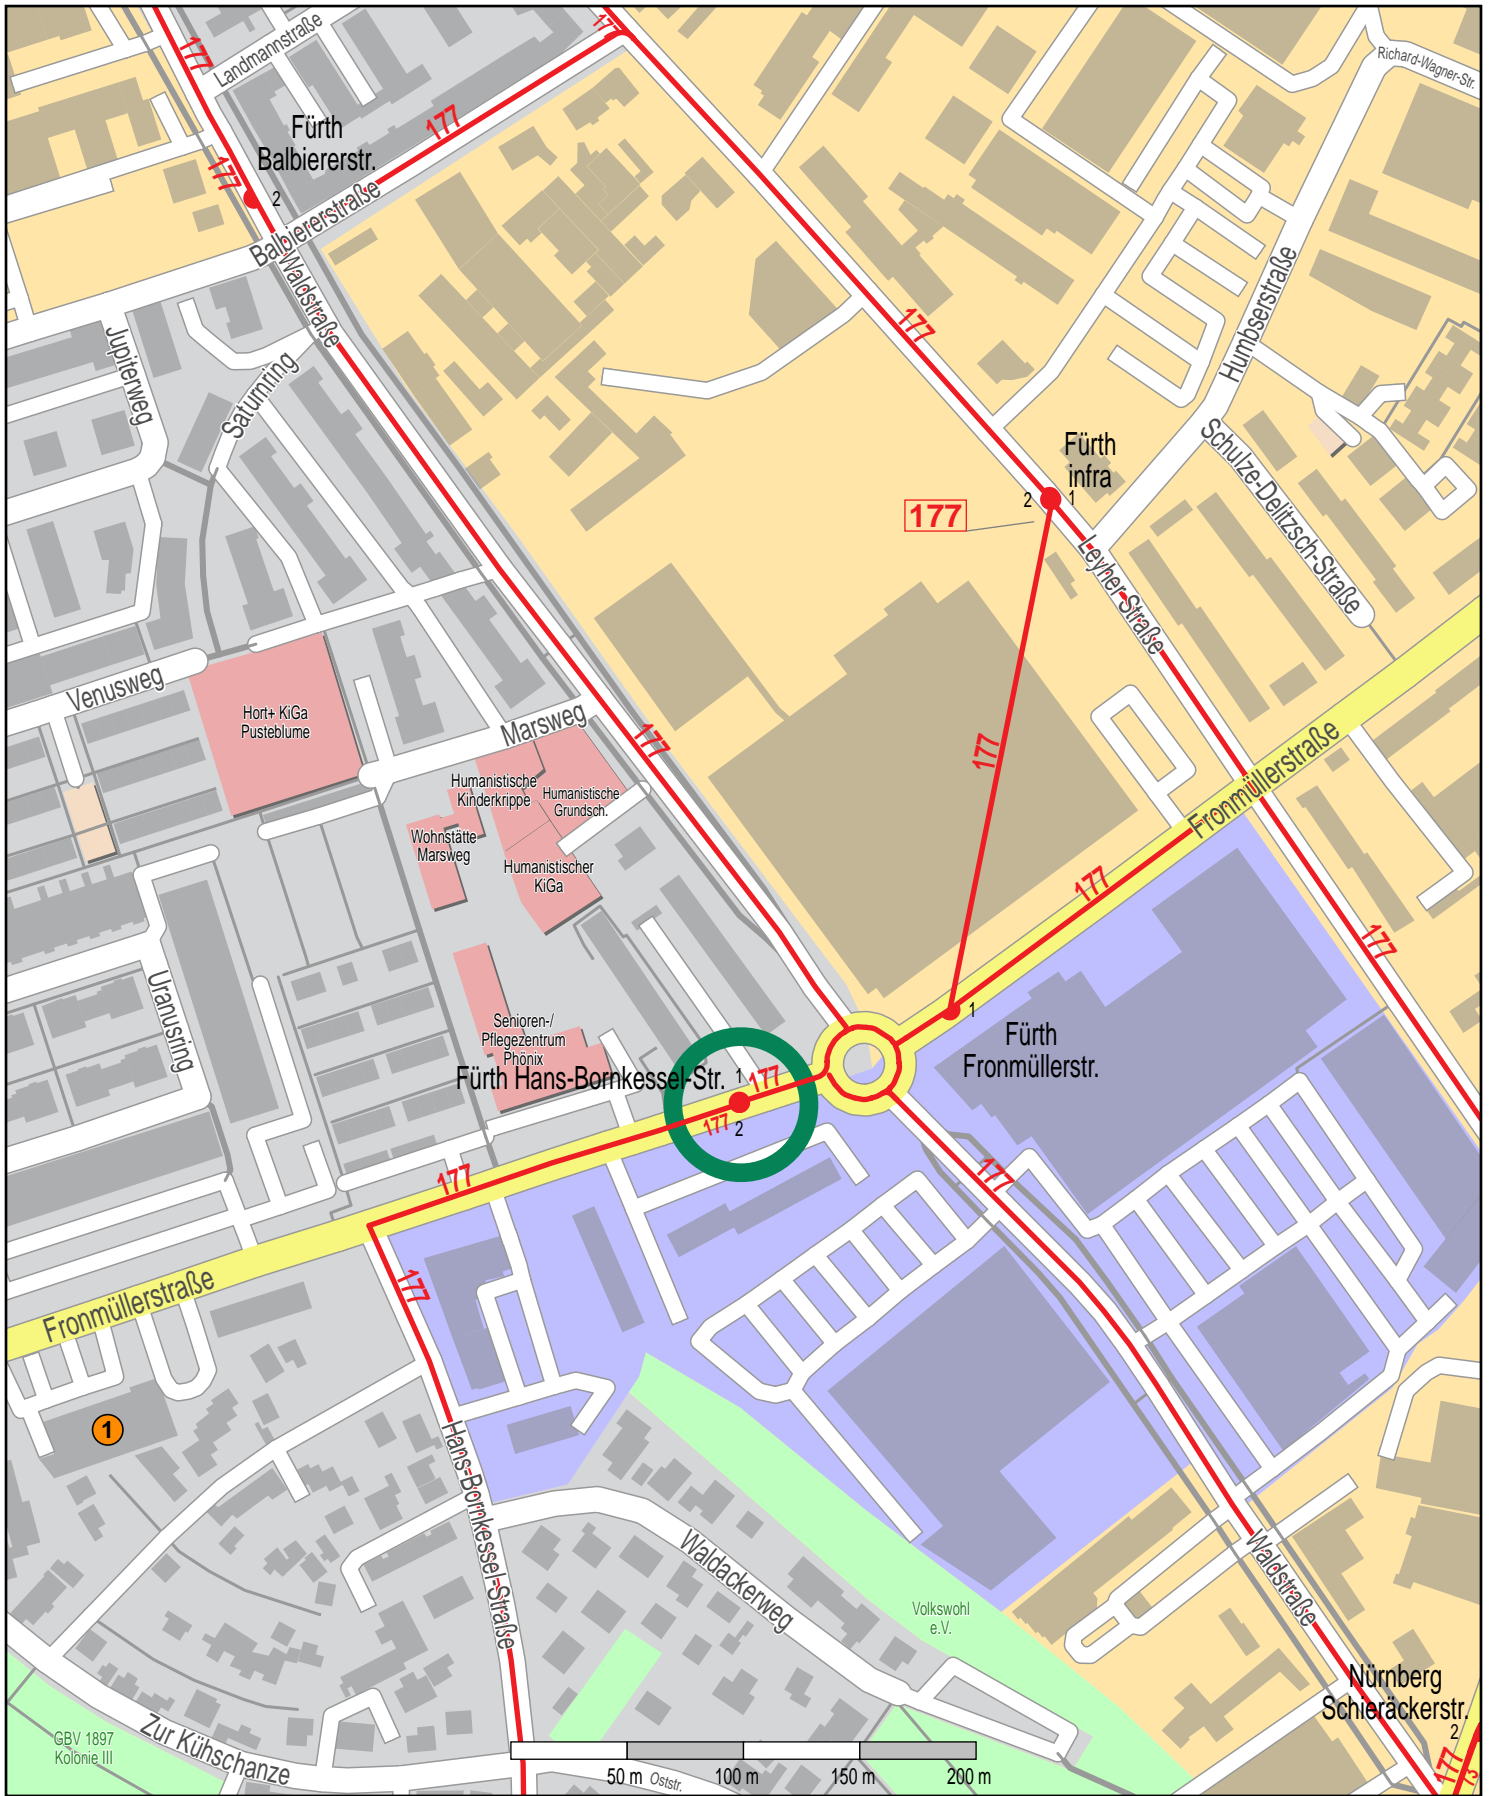 177
Landmannstraße
177
Richard-Wagner-Str.
177
Fürth
Balbiererstr.
177
2
Balbiererstraße
Waldstraße
Jupiterweg
Saturnring
177
Humbserstraße
Schulze-Delitzsch-Straße
Fürth
infra
2
1
177
Leyher Straße
Venusweg
Hort+ KiGa
Pusteblume
Marsweg
177
177
Fronmüllerstraße
Humanistische
Kinderkrippe
Humanistische
Grundsch.
Wohnstätte
Marsweg
Humanistischer
KiGa
177
177
Uranusring
Senioren-/
Pflegezentrum
Phönix
1
Fürth
Fronmüllerstr.
Fürth Hans-Bornkessel-Str.
1
177
177
2
177
177
177
Fronmüllerstraße
1
Hans-Bornkessel-Straße
Waldackerweg
Waldstraße
Volkswohl
e.V.
Nürnberg
Schieräckerstr.
2
177
73
GBV 1897
Kolonie III
Zur Kühschanze
50 m
Oststr.
100 m
150 m
200 m